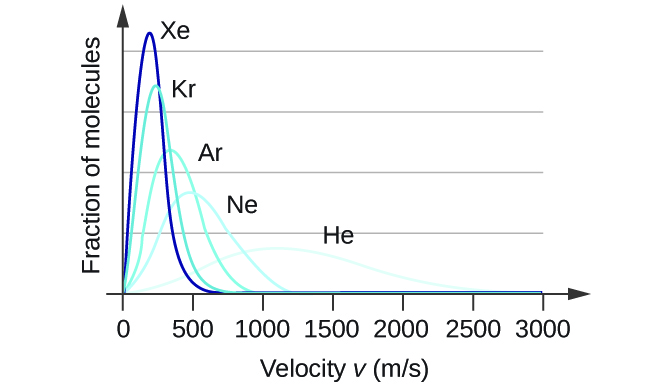 Xe
Kr
Ar
Ne
He
Fraction of molecules
0 500 1000 1500 2000 2500 3000
Velocity v (m/s)